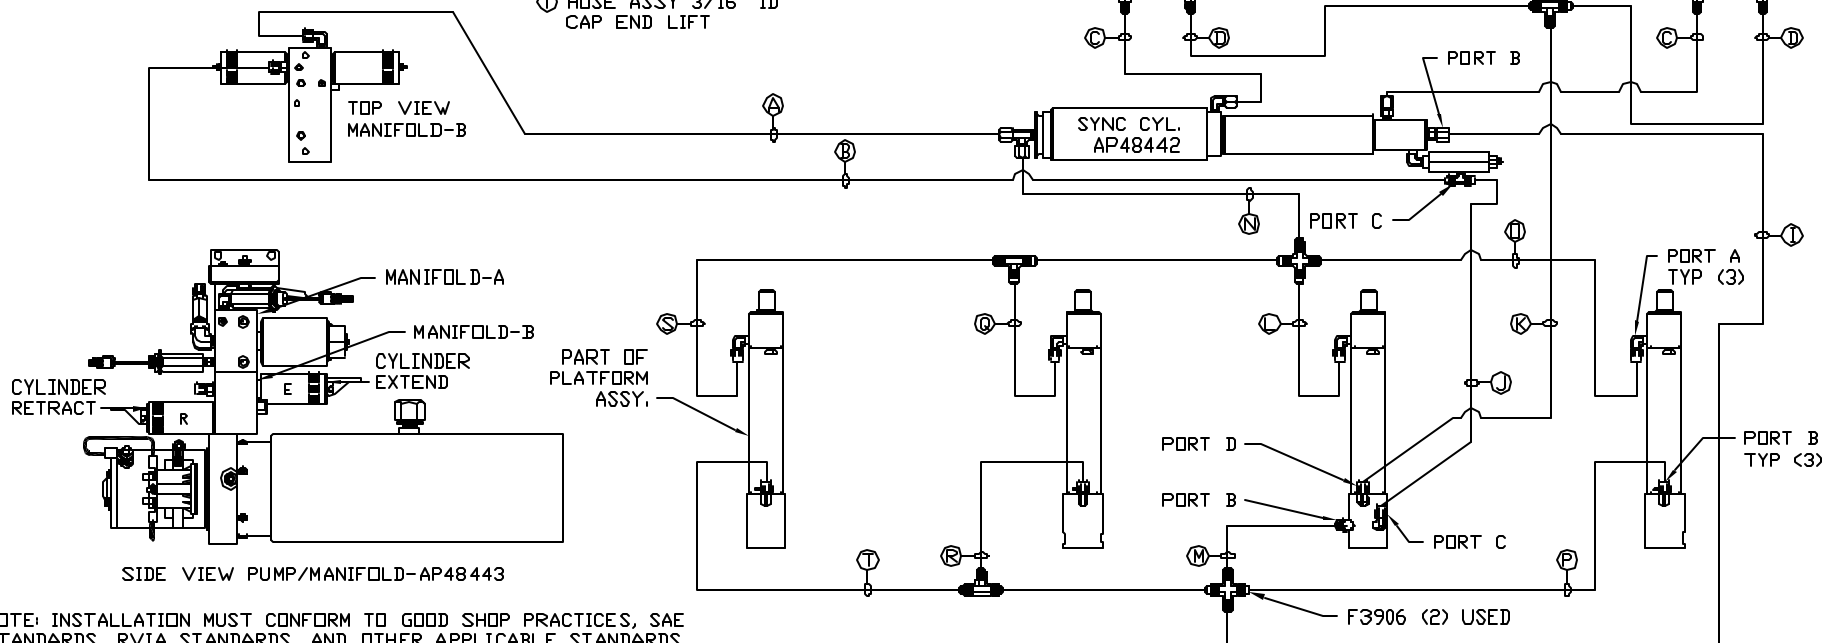 ① HOSE ASSY 3/16" ID
CAP END LIFT
C
D
C
D
PORT B
TOP VIEW
MANIFOLD-B
A
SYNC CYL.
AP48442
B
N
PORT C
O
I
PORT A
TYP (3)
MANIFOLD-A
MANIFOLD-B
CYLINDER
EXTEND
CYLINDER
RETRACT
E
R
S
Q
L
K
PART OF
PLATFORM
ASSY.
J
PORT D
PORT B
TYP (3)
PORT B
PORT C
T
R
M
P
SIDE VIEW PUMP/MANIFOLD-AP48443
F3906 (2) USED
OTE: INSTALLATION MUST CONFORM TO GOOD SHOP PRACTICES, SAE
TANDARDS, RVIA STANDARDS, AND OTHER APPLICABLE STANDARDS